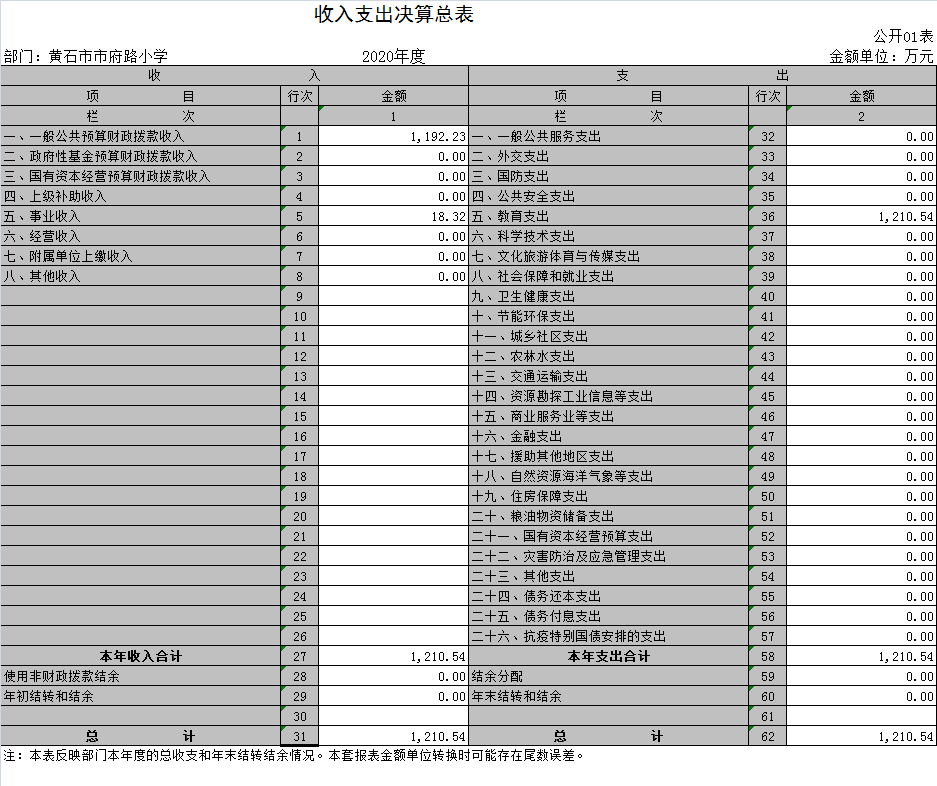 收入支出决算总表
公开01表
部门：黄石市市府路小学 2020年度 金额单位：万元
收 入 支 出
项 目 行次 金额 项 目 行次 金额
栏 次 1 栏 次 2
一、一般公共预算财政拨款收入 1 1,192.23 一、一般公共服务支出 32 0.00
二、政府性基金预算财政拨款收入 2 0.00 二、外交支出 33 0.00
三、国有资本经营预算财政拨款收入 3 0.00 三、国防支出 34 0.00
四、上级补助收入 4 0.00 四、公共安全支出 35 0.00
五、事业收入 5 18.32 五、教育支出 36 1,210.54
六、经营收入 6 0.00 六、科学技术支出 37 0.00
七、附属单位上缴收入 7 0.00 七、文化旅游体育与传媒支出 38 0.00
八、其他收入 8 0.00 八、社会保障和就业支出 39 0.00
9 九、卫生健康支出 40 0.00
10 十、节能环保支出 41 0.00
11 十一、城乡社区支出 42 0.00
12 十二、农林水支出 43 0.00
13 十三、交通运输支出 44 0.00
14 十四、资源勘探工业信息等支出 45 0.00
15 十五、商业服务业等支出 46 0.00
16 十六、金融支出 47 0.00
17 十七、援助其他地区支出 48 0.00
18 十八、自然资源海洋气象等支出 49 0.00
19 十九、住房保障支出 50 0.00
20 二十、粮油物资储备支出 51 0.00
21 二十一、国有资本经营预算支出 52 0.00
22 二十二、灾害防治及应急管理支出 53 0.00
23 二十三、其他支出 54 0.00
24 二十四、债务还本支出 55 0.00
25 二十五、债务付息支出 56 0.00
26 二十六、抗疫特别国债安排的支出 57 0.00
本年收入合计 27 1,210.54 本年支出合计 58 1,210.54
使用非财政拨款结余 28 0.00 结余分配 59 0.00
年初结转和结余 29 0.00 年末结转和结余 60 0.00
30 61
总 计 31 1,210.54 总 计 62 1,210.54
注：本表反映部门本年度的总收支和年末结转结余情况。本套报表金额单位转换时可能存在尾数误差。